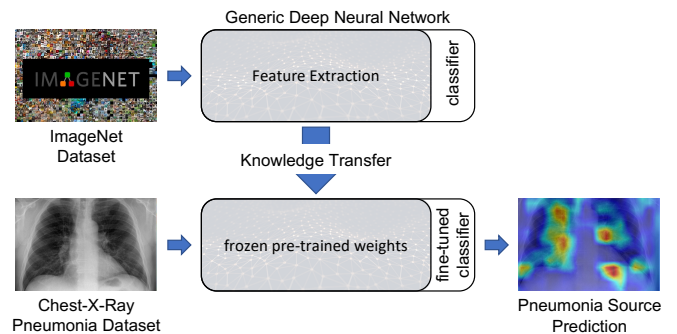 Generic Deep Neural Network
IMAGENET
Feature Extraction
classifier
ImageNet
Dataset
Knowledge Transfer
frozen pre-trained weights
fine-tuned
classifier
Chest-X-Ray
Pneumonia Dataset
Pneumonia Source
Prediction